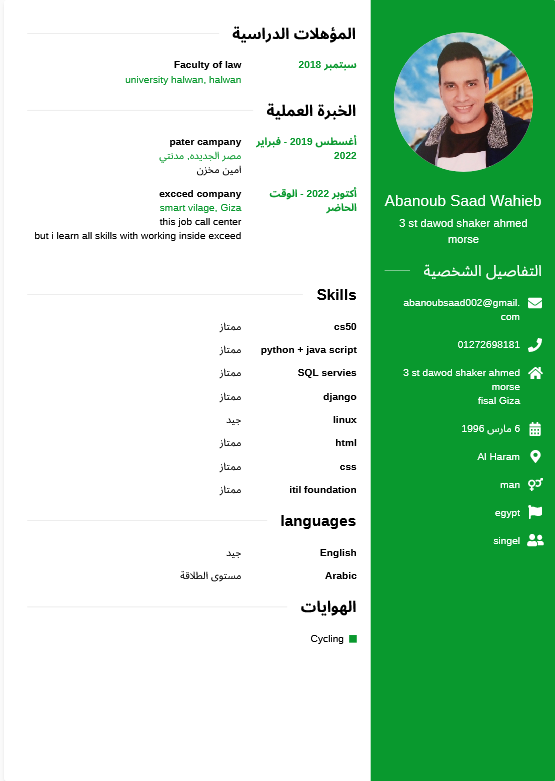 Abanoub Saad Wahieb
3 st dawod shaker ahmed
morse
التفاصيل الشخصية
abanoubsaad002@gmail.
com
01272698181
3 st dawod shaker ahmed
morse
fisal Giza
6 مارس 1996
Al Haram
man
egypt
singel
المؤهلات الدراسية
سبتمبر 2018
Faculty of law
university halwan, halwan
الخبرة العملية
أغسطس 2019 - فبراير
2022
pater campany
مصر الجديده, مدنتي
امين مخزن
أكتوبر 2022 - الوقت
الحاضر
excced company
smart vilage, Giza
this job call center
but i learn all skills with working inside exceed
Skills
cs50 ممتاز
python + java script ممتاز
SQL servies ممتاز
django ممتاز
linux جيد
html ممتاز
css ممتاز
itil foundation ممتاز
languages
English جيد
Arabic مستوى الطلاقة
الهوايات
Cycling